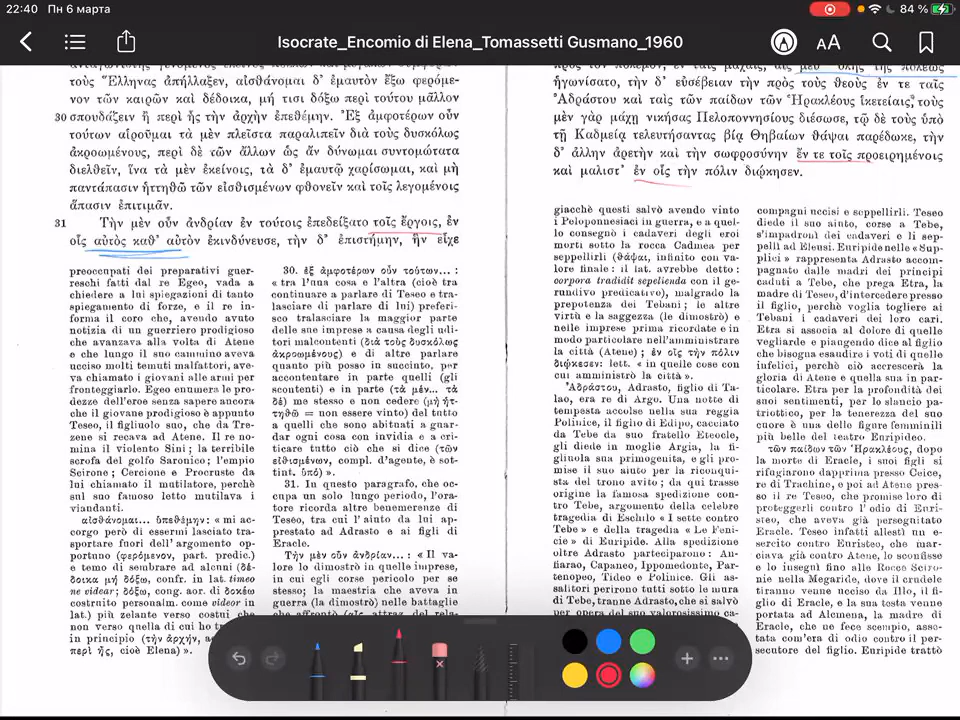 22:40 Пн 6 марта
84 %
Isocrate_Encomio di Elena_Tomassetti Gusmano_1960
AA
τοὺς Ἕλληνας ἀπήλλαξεν, αἰσθάνομαι δ' ἐμαυτὸν ἔξω φερόμε-
νον τῶν καιρῶν καὶ δέδοικα, μή τισι δόξω περὶ τούτου μᾶλλον
30 σπουδάζειν ἢ περὶ ἧς τὴν ἀρχὴν ἐπεθέμην. Ἐξ ἀμφοτέρων οὖν
τούτων αἱροῦμαι τὰ μὲν πλεῖστα παραλιπεῖν διὰ τοὺς δυσκόλως
ἀκροωμένους, περὶ δὲ τῶν ἄλλων ὡς ἂν δύνωμαι συντομώτατα
διελθεῖν, ἵνα τὰ μὲν ἐκείνοις, τὰ δ' ἐμαυτῷ χαρίσωμαι, καὶ μὴ
παντάπασιν ἡττηθῶ τῶν εἰθισμένων φθονεῖν καὶ τοῖς λεγομένοις
ἅπασιν ἐπιτιμᾶν.
31 Τὴν μὲν οὖν ἀνδρίαν ἐν τούτοις ἐπεδείξατο τοῖς ἔργοις, ἐν
οἷς αὐτὸς καθ' αὑτὸν ἐκινδύνευσε, τὴν δ' ἐπιστήμην, ἣν εἶχε
preoccupati dei preparativi guer-
reschi fatti dal re Egeo, vada a
chiedere a lui spiegazioni di tanto
spiegamento di forze, e il re in-
forma il coro che, avendo avuto
notizia di un guerriero prodigioso
che avanzava alla volta di Atene
e che lungo il suo cammino aveva
ucciso molti temuti malfattori, ave-
va chiamato i giovani alle armi per
fronteggiarlo. Egeo enumera le pro-
dezze dell'eroe senza sapere ancora
che il giovane prodigioso è appunto
Teseo, il figliuolo suo, che da Tre-
zene si recava ad Atene. Il re no-
mina il violento Sini; la terribile
scrofa del golfo Saronico; l'empio
Scirone; Cercione e Procruste da
lui chiamato il mutilatore, perchè
sul suo famoso letto mutilava i
viandanti.
αἰσθάνομαι... ὑπεθέμην: « mi ac-
corgo però di essermi lasciato tra-
sportare fuori dell'argomento op-
portuno (φερόμενον, part. predic.)
e temo di sembrare ad alcuni (δέ-
δοικα μὴ δόξω, confr. in lat. timeo
ne videar; δόξω, cong. aor. di δοκέω
costruito personalm. come videor in
lat.) più zelante verso costui che
non verso quella di cui ho
in principio (τὴν ἀρχήν,
περὶ ἧς, cioè Elena) ».
30. ἐξ ἀμφοτέρων οὖν τούτων... :
« tra l'una cosa e l'altra (cioè tra
continuare a parlare di Teseo e tra-
lasciare di parlare di lui) preferi-
sco tralasciare la maggior parte
delle sue imprese a causa degli udi-
tori malcontenti (διὰ τοὺς δυσκόλως
ἀκροωμένους) e di altre parlare
quanto più posso in succinto, per
accontentare in parte quelli (gli
scontenti) e in parte (τὰ μέν... τὰ
δέ) me stesso e non cedere (μὴ ἡτ-
τηθῶ = non essere vinto) del tutto
a quelli che sono abituati a guar-
dar ogni cosa con invidia e a cri-
ticare tutto ciò che si dice (τῶν
εἰθισμένων, compl. d'agente, è sot-
tint. ὑπό) ».
31. In questo paragrafo, che oc-
cupa un solo lungo periodo, l'ora-
tore ricorda altre benemerenze di
Teseo, tra cui l'aiuto da lui ap-
prestato ad Adrasto e ai figli di
Eracle.
Τὴν μὲν οὖν ἀνδρίαν... : « Il va-
lore lo dimostrò in quelle imprese,
in cui egli corse pericolo per se
stesso; la maestria che aveva in
guerra (la dimostrò) nelle battaglie
ἠγωνίσατο, τὴν δ' εὐσέβειαν τὴν πρὸς τοὺς θεοὺς ἔν τε ταῖς
Ἀδράστου καὶ ταῖς τῶν παίδων τῶν Ἡρακλέους ἱκετείαις, τοὺς
μὲν γὰρ μάχῃ νικήσας Πελοποννησίους διέσωσε, τῷ δὲ τοὺς ὑπὸ
τῇ Καδμείᾳ τελευτήσαντας βίᾳ Θηβαίων θάψαι παρέδωκε, τὴν
δ' ἄλλην ἀρετὴν καὶ τὴν σωφροσύνην ἔν τε τοῖς προειρημένοις
καὶ μάλιστ' ἐν οἷς τὴν πόλιν διῴκησεν.
giacchè questi salvò avendo vinto
i Peloponnesiaci in guerra, e a quel-
lo consegnò i cadaveri degli eroi
morti sotto la rocca Cadmea per
seppellirli (θάψαι, infinito con va-
lore finale: il lat. avrebbe detto:
corpora tradidit sepelienda con il ge-
rundivo predicativo), malgrado la
prepotenza dei Tebani; le altre
virtù e la saggezza (le dimostrò) e
nelle imprese prima ricordate e in
modo particolare nell'amministrare
la città (Atene); ἐν οἷς τὴν πόλιν
διῴκησεν: lett. « in quelle cose con
cui amministrò la città ».
Ἀδράστου, Adrasto, figlio di Ta-
lao, era re di Argo. Una notte di
tempesta accolse nella sua reggia
Polinice, il figlio di Edipo, cacciato
da Tebe da suo fratello Eteocle,
gli diede in moglie Argia, la fi-
gliuola sua primogenita, e gli pro-
mise il suo aiuto per la riconqui-
sta del trono avito; da qui trasse
origine la famosa spedizione con-
tro Tebe, argomento della celebre
tragedia di Eschilo « I sette contro
Tebe » e della tragedia « Le Feni-
cie » di Euripide. Alla spedizione
oltre Adrasto parteciparono: An-
fiarao, Capaneo, Ippomedonte, Par-
tenopeo, Tideo e Polinice. Gli as-
salitori perirono tutti sotto le mura
di Tebe, tranne Adrasto, che si salvò
per opera del suo valorosissimo ca-
compagni uccisi e seppellirli. Teseo
diede il suo aiuto, corse a Tebe,
s'impadronì dei cadaveri e li sep-
pellì ad Eleusi. Euripide nelle « Sup-
plici » rappresenta Adrasto accom-
pagnato dalle madri dei principi
caduti a Tebe, che prega Etra, la
madre di Teseo, d'intercedere presso
il figlio, perchè voglia togliere ai
Tebani i cadaveri dei loro cari.
Etra si associa al dolore di quelle
vegliarde e piangendo dice al figlio
che bisogna esaudire i voti di quelle
infelici, perchè ciò accrescerà la
gloria di Atene e quella sua in par-
ticolare. Etra per la profondità dei
suoi sentimenti, per lo slancio pa-
triottico, per la tenerezza del suo
cuore è una delle figure femminili
più belle del teatro Euripideo.
τῶν παίδων τῶν Ἡρακλέους, dopo
la morte di Eracle, i suoi figli si
rifugiarono dapprima presso Ceice,
re di Trachine, e poi ad Atene pres-
so il re Teseo, che promise loro di
proteggerli contro l'odio di Euri-
steo, che aveva già perseguitato
Eracle. Teseo infatti allestì un e-
sercito contro Euristeo, che mar-
ciava già contro Atene, lo sconfisse
e lo inseguì fino alle Rocce Sciro-
nie nella Megaride, dove il crudele
tiranno venne ucciso da Illo, il fi-
glio di Eracle, e la sua testa venne
portata ad Alcmena, la madre di
Eracle, che ne fece scempio, asse-
tata com'era di odio contro il per-
secutore del figlio. Euripide trattò